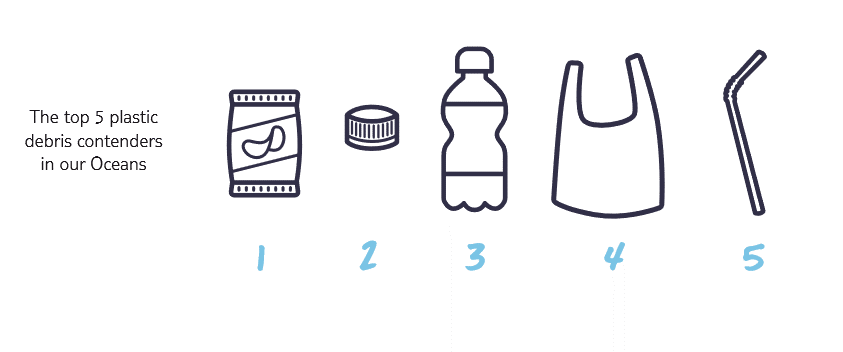 The top 5 plastic
debris contenders
in our Oceans
1 2 3 4 5